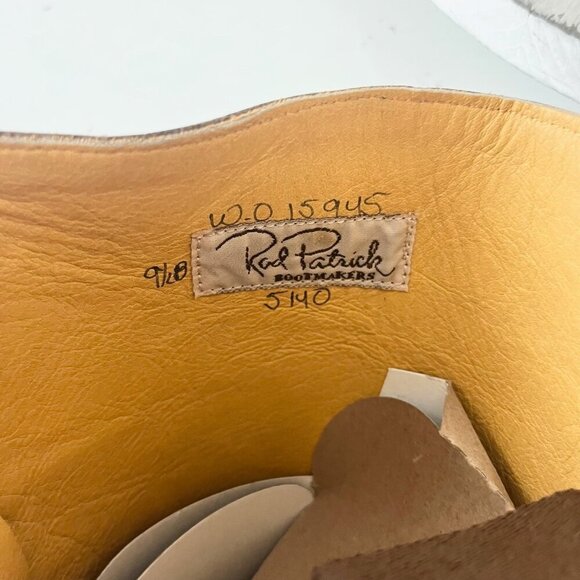 W-O 15945
9½B
Rod Patrick
BOOTMAKERS
5140